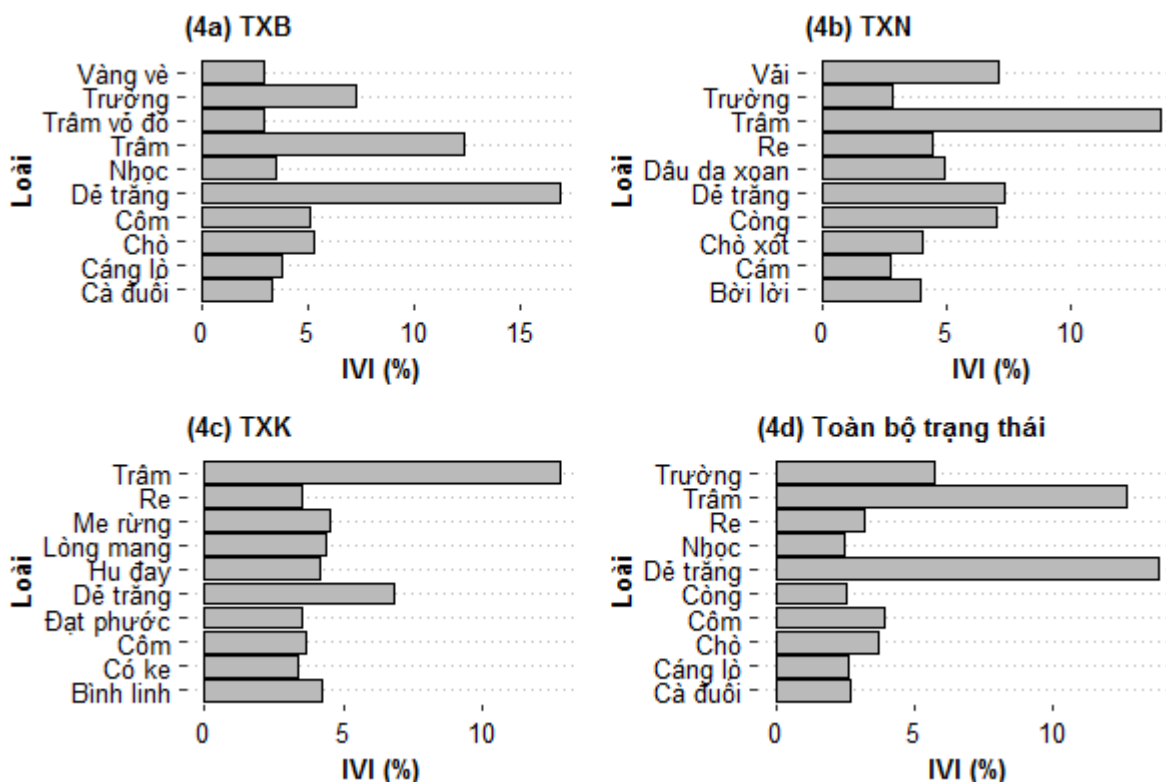 (4a) TXB
Loài
Vàng vè
Trường
Trâm vỏ đỏ
Trâm
Nhọc
Dẻ trắng
Côm
Chò
Cáng lò
Cà đuối
0 5 10 15
IVI (%)
(4b) TXN
Loài
Vải
Trường
Trâm
Re
Dâu da xoan
Dẻ trắng
Còng
Chò xót
Cám
Bời lời
0 5 10
IVI (%)
(4c) TXK
Loài
Trâm
Re
Me rừng
Lòng mang
Hu đay
Dẻ trắng
Đạt phước
Côm
Cò ke
Bình linh
0 5 10
IVI (%)
(4d) Toàn bộ trạng thái
Loài
Trường
Trâm
Re
Nhọc
Dẻ trắng
Còng
Côm
Chò
Cáng lò
Cà đuối
0 5 10
IVI (%)